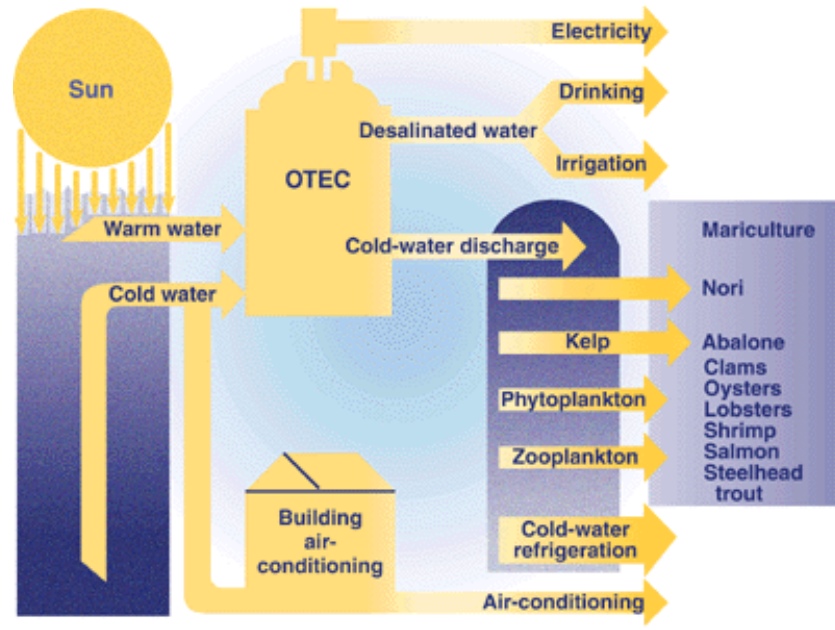 Sun
OTEC
Warm water
Cold water
Building
air-
conditioning
Electricity
Desalinated water
Drinking
Irrigation
Cold-water discharge
Kelp
Phytoplankton
Zooplankton
Cold-water
refrigeration
Air-conditioning
Mariculture
Nori
Abalone
Clams
Oysters
Lobsters
Shrimp
Salmon
Steelhead
trout